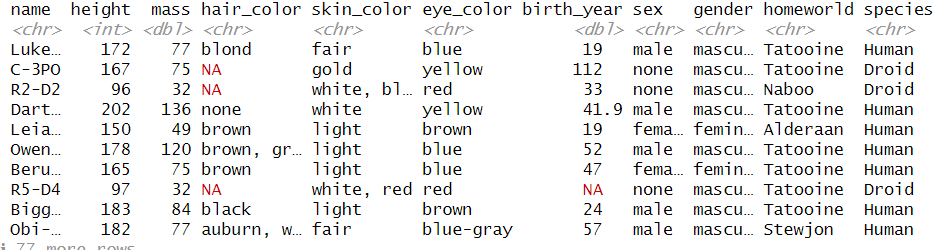 name height mass hair_color skin_color eye_color birth_year sex gender homeworld species
<chr> <int> <dbl> <chr> <chr> <chr> <dbl> <chr> <chr> <chr> <chr>
Luke… 172 77 blond fair blue 19 male mascu… Tatooine Human
C-3PO 167 75 NA gold yellow 112 none mascu… Tatooine Droid
R2-D2 96 32 NA white, bl… red 33 none mascu… Naboo Droid
Dart… 202 136 none white yellow 41.9 male mascu… Tatooine Human
Leia… 150 49 brown light brown 19 fema… femin… Alderaan Human
Owen… 178 120 brown, gr… light blue 52 male mascu… Tatooine Human
Beru… 165 75 brown light blue 47 fema… femin… Tatooine Human
R5-D4 97 32 NA white, red red NA none mascu… Tatooine Droid
Bigg… 183 84 black light brown 24 male mascu… Tatooine Human
Obi-… 182 77 auburn, w… fair blue-gray 57 male mascu… Stewjon Human
i 77 more rows